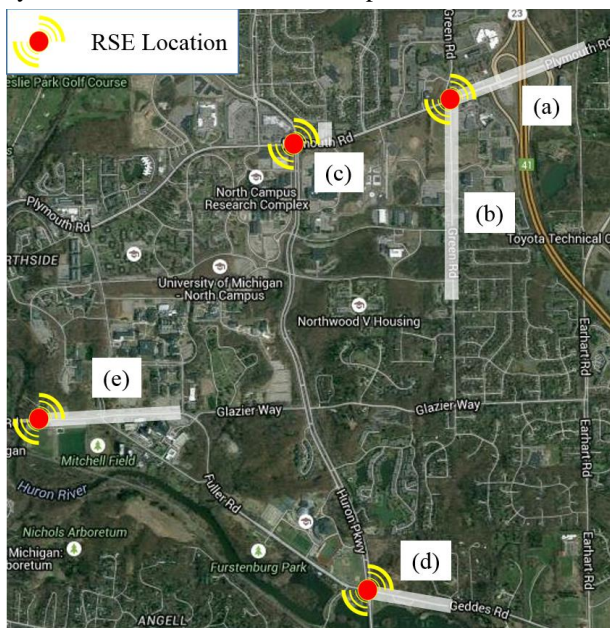 RSE Location
Green Rd
23
Plymouth Rd
eslie Park Golf Course
(a)
outh Rd
(c)
41
North Campus
Research Complex
(b)
Plymouth Rd
Green Rd
Toyota Technical C
RTHSIDE
University of Michigan
- North Campus
Northwood V Housing
Earhart Rd
Earhart Rd
(e)
Glazier Way
Glazier Way
Mitchell Field
gan
Huron River
Fuller Rd
Huron Pkwy
Nichols Arboretum
Michigan:
boretum
Furstenburg Park
(d)
Earhart Rd
Geddes Rd
ANGELL